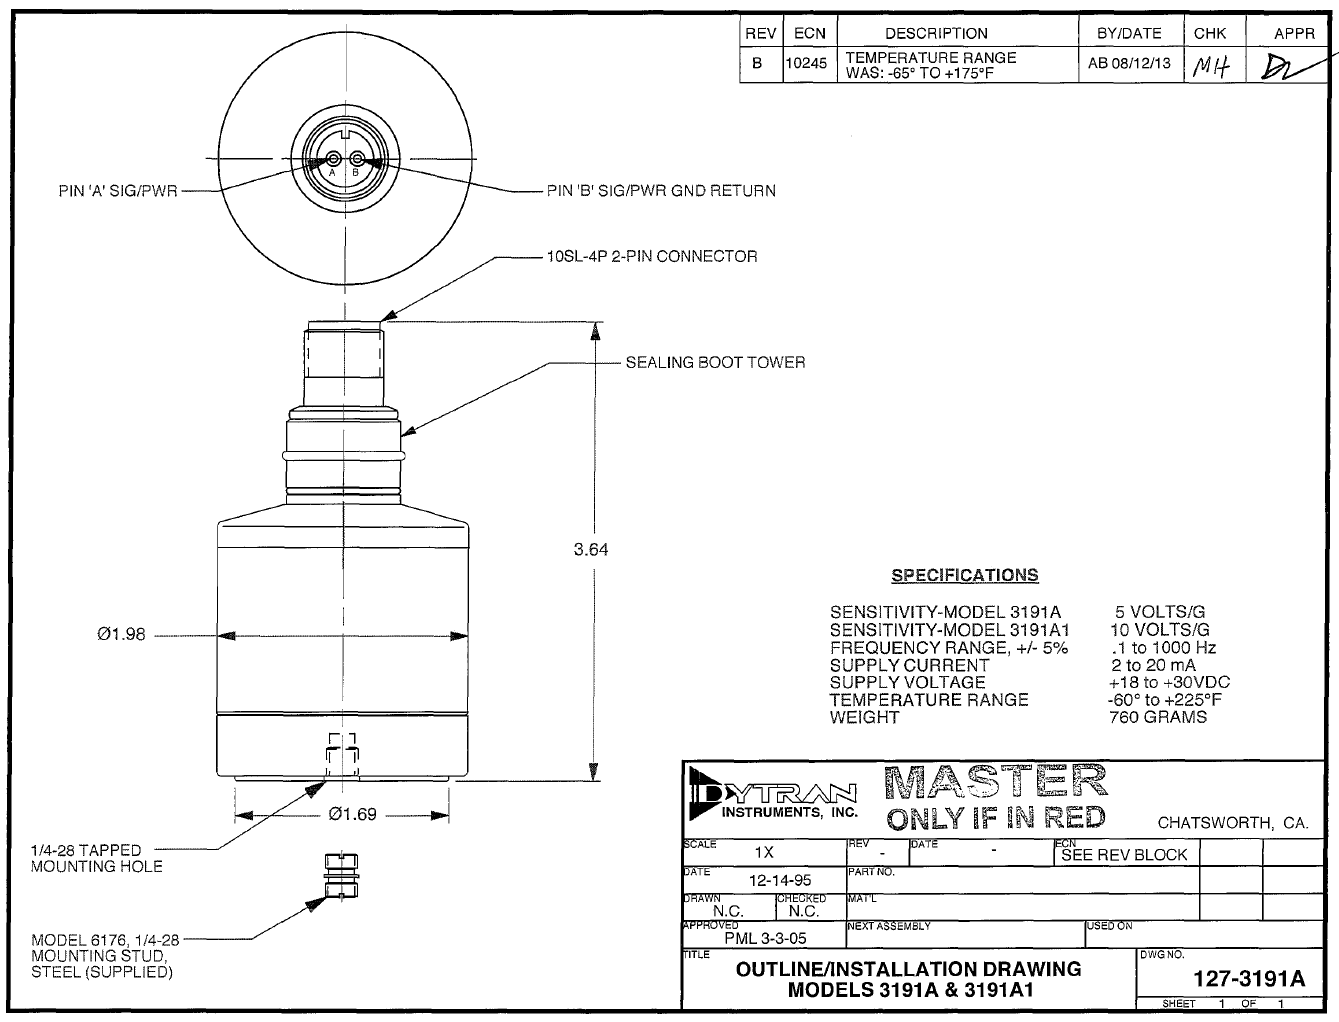 REV ECN DESCRIPTION BY/DATE CHK APPR
B 10245 TEMPERATURE RANGE
WAS: -65° TO +175°F AB 08/12/13 MH
A B
PIN 'A' SIG/PWR
PIN 'B' SIG/PWR GND RETURN
10SL-4P 2-PIN CONNECTOR
SEALING BOOT TOWER
3.64
Ø1.98
Ø1.69
1/4-28 TAPPED
MOUNTING HOLE
MODEL 6176, 1/4-28
MOUNTING STUD,
STEEL (SUPPLIED)
SPECIFICATIONS
SENSITIVITY-MODEL 3191A 5 VOLTS/G
SENSITIVITY-MODEL 3191A1 10 VOLTS/G
FREQUENCY RANGE, +/- 5% .1 to 1000 Hz
SUPPLY CURRENT 2 to 20 mA
SUPPLY VOLTAGE +18 to +30VDC
TEMPERATURE RANGE -60° to +225°F
WEIGHT 760 GRAMS
DYTRAN
INSTRUMENTS, INC.
MASTER
ONLY IF IN RED
CHATSWORTH, CA.
SCALE 1X REV - DATE - ECN SEE REV BLOCK
DATE 12-14-95 PART NO.
DRAWN N.C. CHECKED N.C. MAT'L
APPROVED PML 3-3-05 NEXT ASSEMBLY USED ON
TITLE
OUTLINE/INSTALLATION DRAWING
MODELS 3191A & 3191A1
DWG NO.
127-3191A
SHEET 1 OF 1